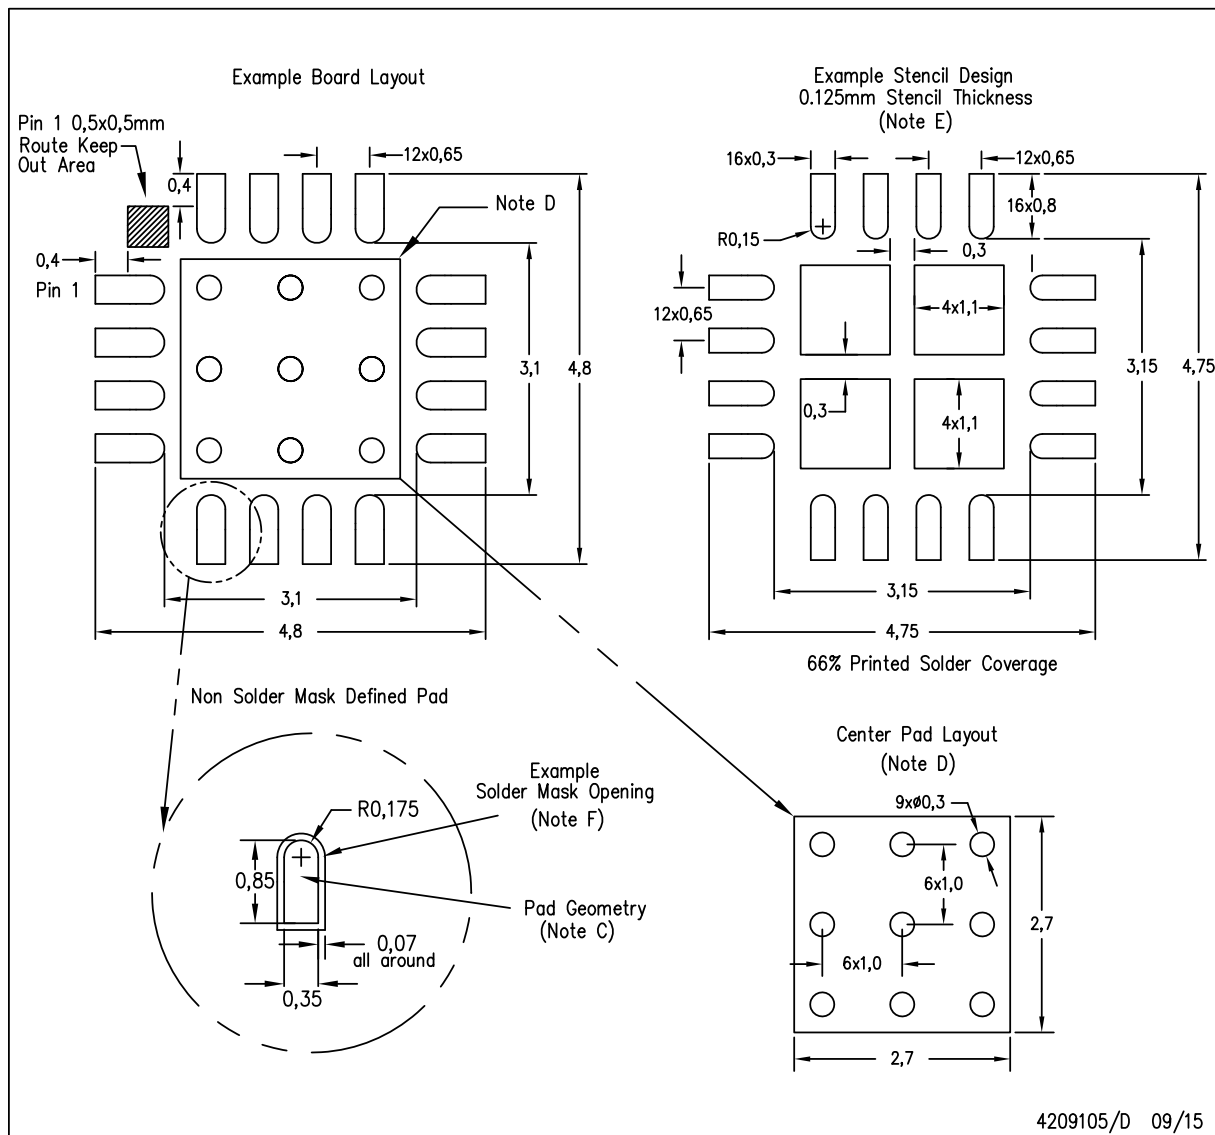 Example Board Layout
Pin 1 0,5x0,5mm
Route Keep
Out Area
12x0,65
0,4
Note D
0,4
Pin 1
3,1
4,8
3,1
4,8
Example Stencil Design
0.125mm Stencil Thickness
(Note E)
16x0,3
12x0,65
16x0,8
R0,15
0,3
12x0,65
4x1,1
3,15
4,75
0,3
4x1,1
3,15
4,75
66% Printed Solder Coverage
Non Solder Mask Defined Pad
Example
Solder Mask Opening
(Note F)
R0,175
0,85
Pad Geometry
(Note C)
0,07
all around
0,35
Center Pad Layout
(Note D)
9xø0,3
6x1,0
2,7
6x1,0
2,7
4209105/D 09/15